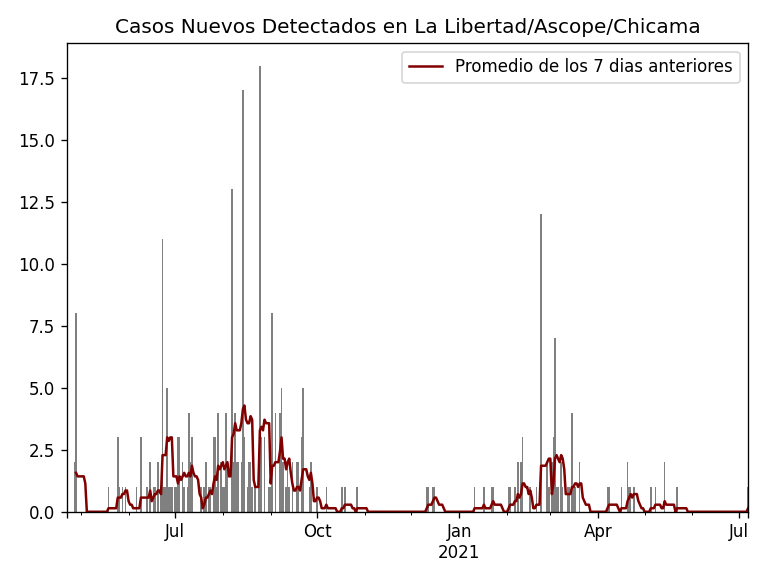 Casos Nuevos Detectados en La Libertad/Ascope/Chicama
Promedio de los 7 dias anteriores
17.5
15.0
12.5
10.0
7.5
5.0
2.5
0.0
Jul
Oct
Jan
2021
Apr
Jul